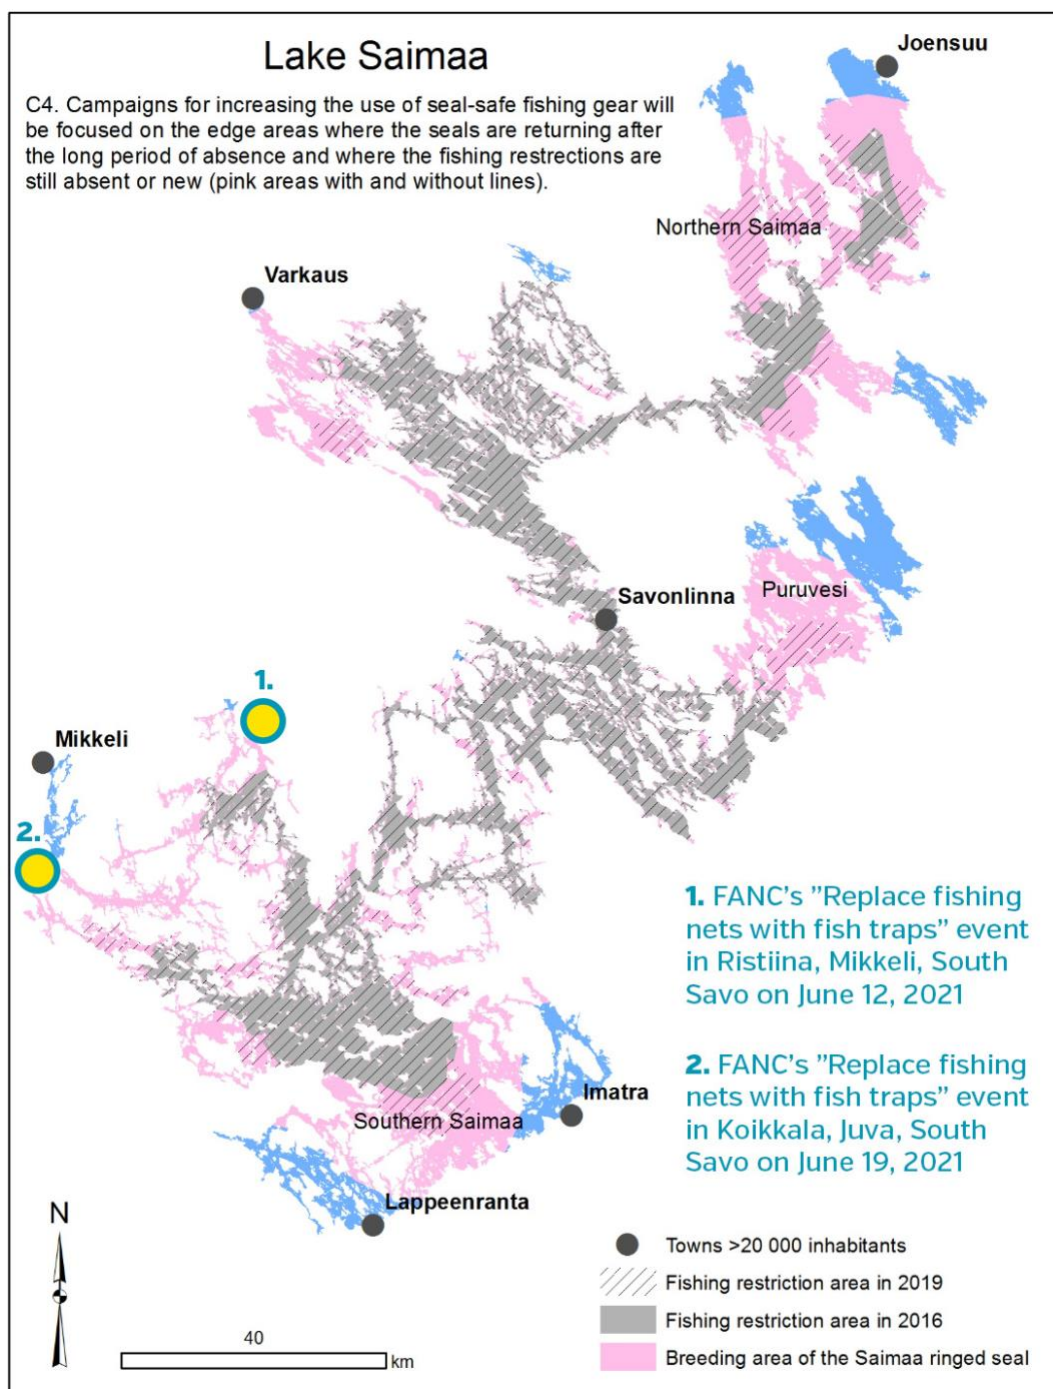 Lake Saimaa
C4. Campaigns for increasing the use of seal-safe fishing gear will
be focused on the edge areas where the seals are returning after
the long period of absence and where the fishing restrections are
still absent or new (pink areas with and without lines).
Joensuu
Northern Saimaa
Varkaus
Puruvesi
Savonlinna
1.
Mikkeli
2.
1. FANC's "Replace fishing
nets with fish traps" event
in Ristiina, Mikkeli, South
Savo on June 12, 2021
2. FANC's "Replace fishing
nets with fish traps" event
in Koikkala, Juva, South
Savo on June 19, 2021
Imatra
Southern Saimaa
Lappeenranta
N
40
km
Towns >20 000 inhabitants
Fishing restriction area in 2019
Fishing restriction area in 2016
Breeding area of the Saimaa ringed seal